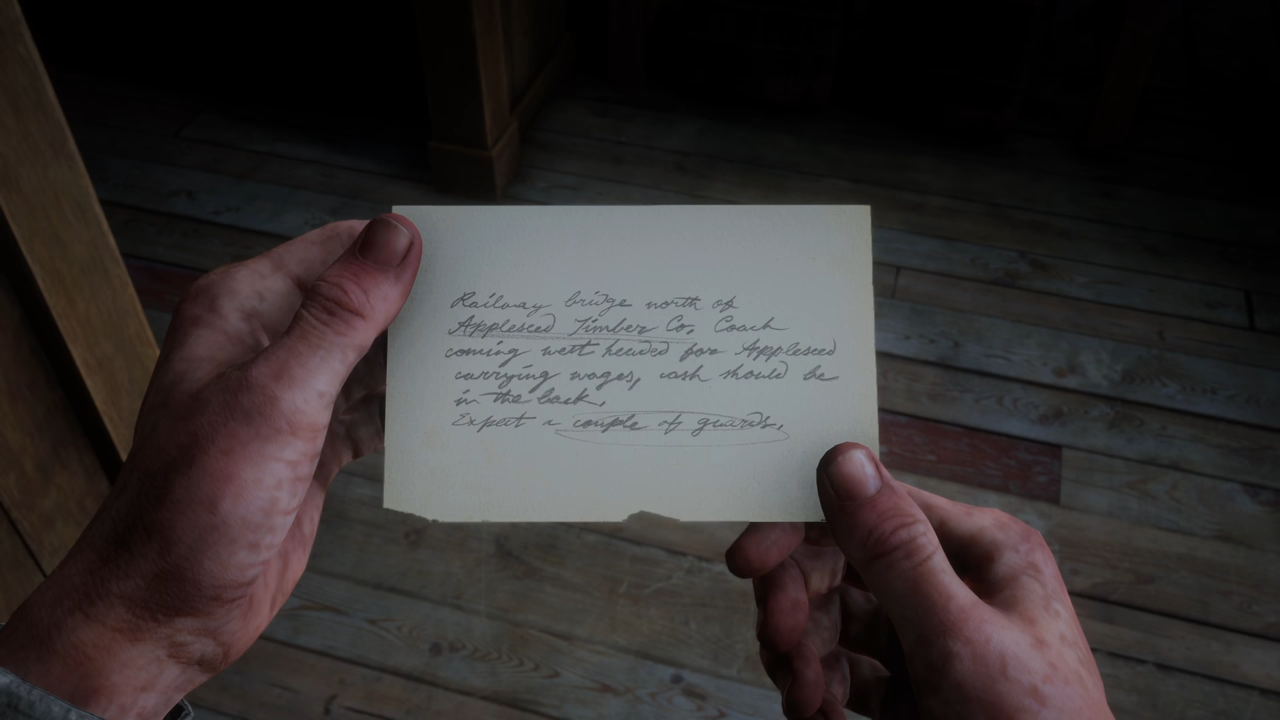 Railway bridge north of
Appleseed Timber Co. Coach
coming west headed for Appleseed
carrying wages, cash should be
in the back.
Expect a couple of guards.